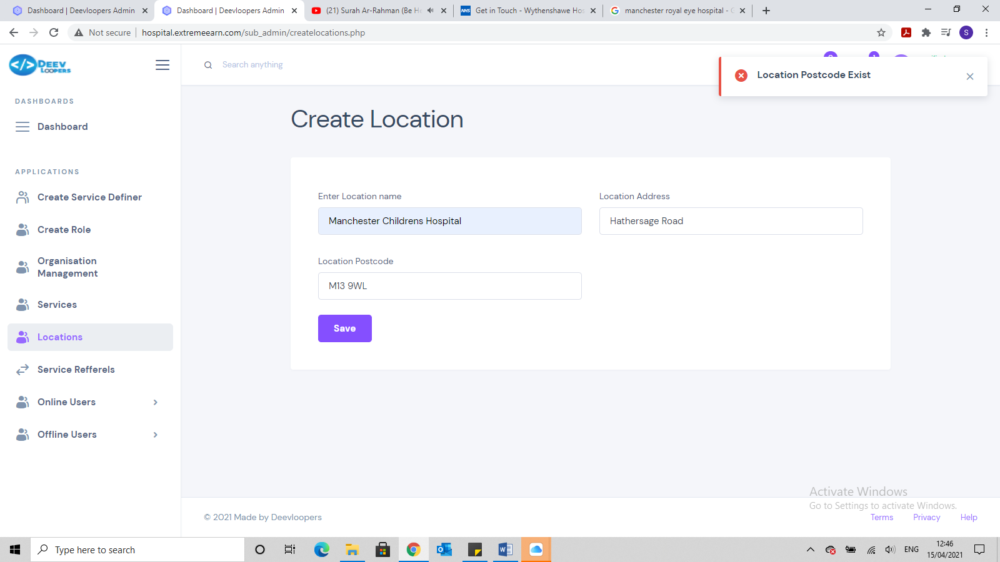 Dashboard | Deevloopers Admin
Dashboard | Deevloopers Admin
(21) Surah Ar-Rahman (Be He
NHS
Get in Touch - Wythenshawe Hos
manchester royal eye hospital - G
Not secure
hospital.extremeearn.com/sub_admin/createlocations.php
S
DEEV
LOOPERS
Search anything
Location Postcode Exist
DASHBOARDS
Dashboard
Create Location
APPLICATIONS
Create Service Definer
Create Role
Organisation
Management
Services
Locations
Service Refferels
Online Users
Offline Users
Enter Location name
Location Address
Manchester Childrens Hospital
Hathersage Road
Location Postcode
M13 9WL
Save
Activate Windows
Go to Settings to activate Windows.
© 2021 Made by Deevloopers
Terms
Privacy
Help
Type here to search
ENG
12:46
15/04/2021